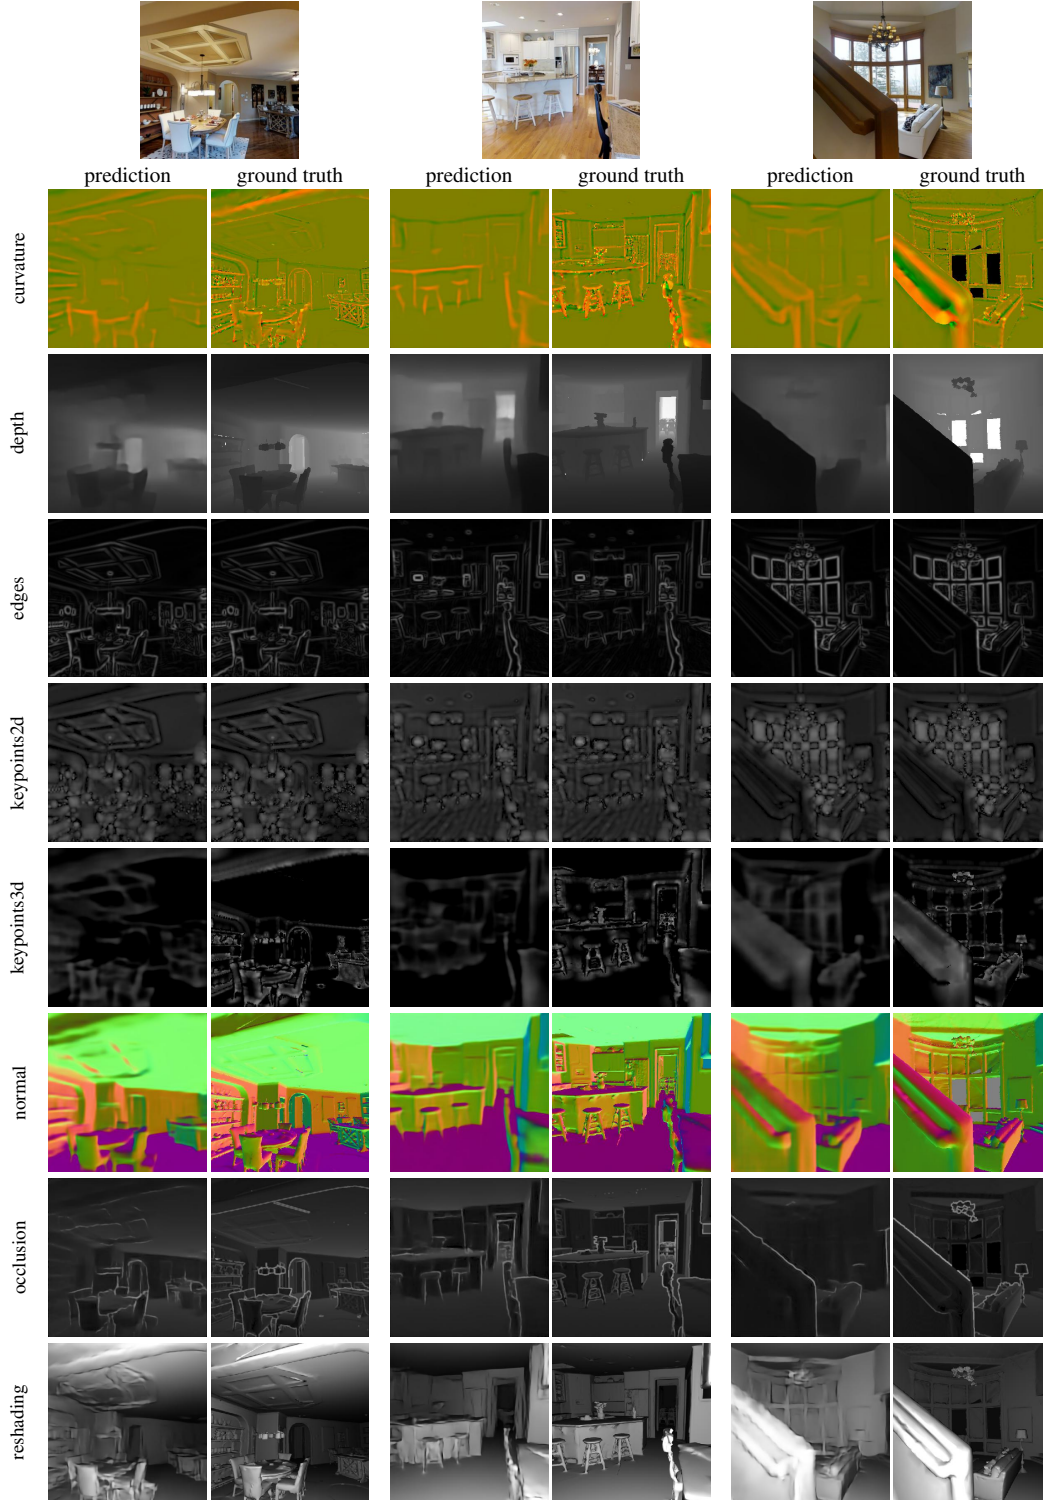 prediction ground truth prediction ground truth prediction ground truth
curvature
depth
edges
keypoints2d
keypoints3d
normal
occlusion
reshading